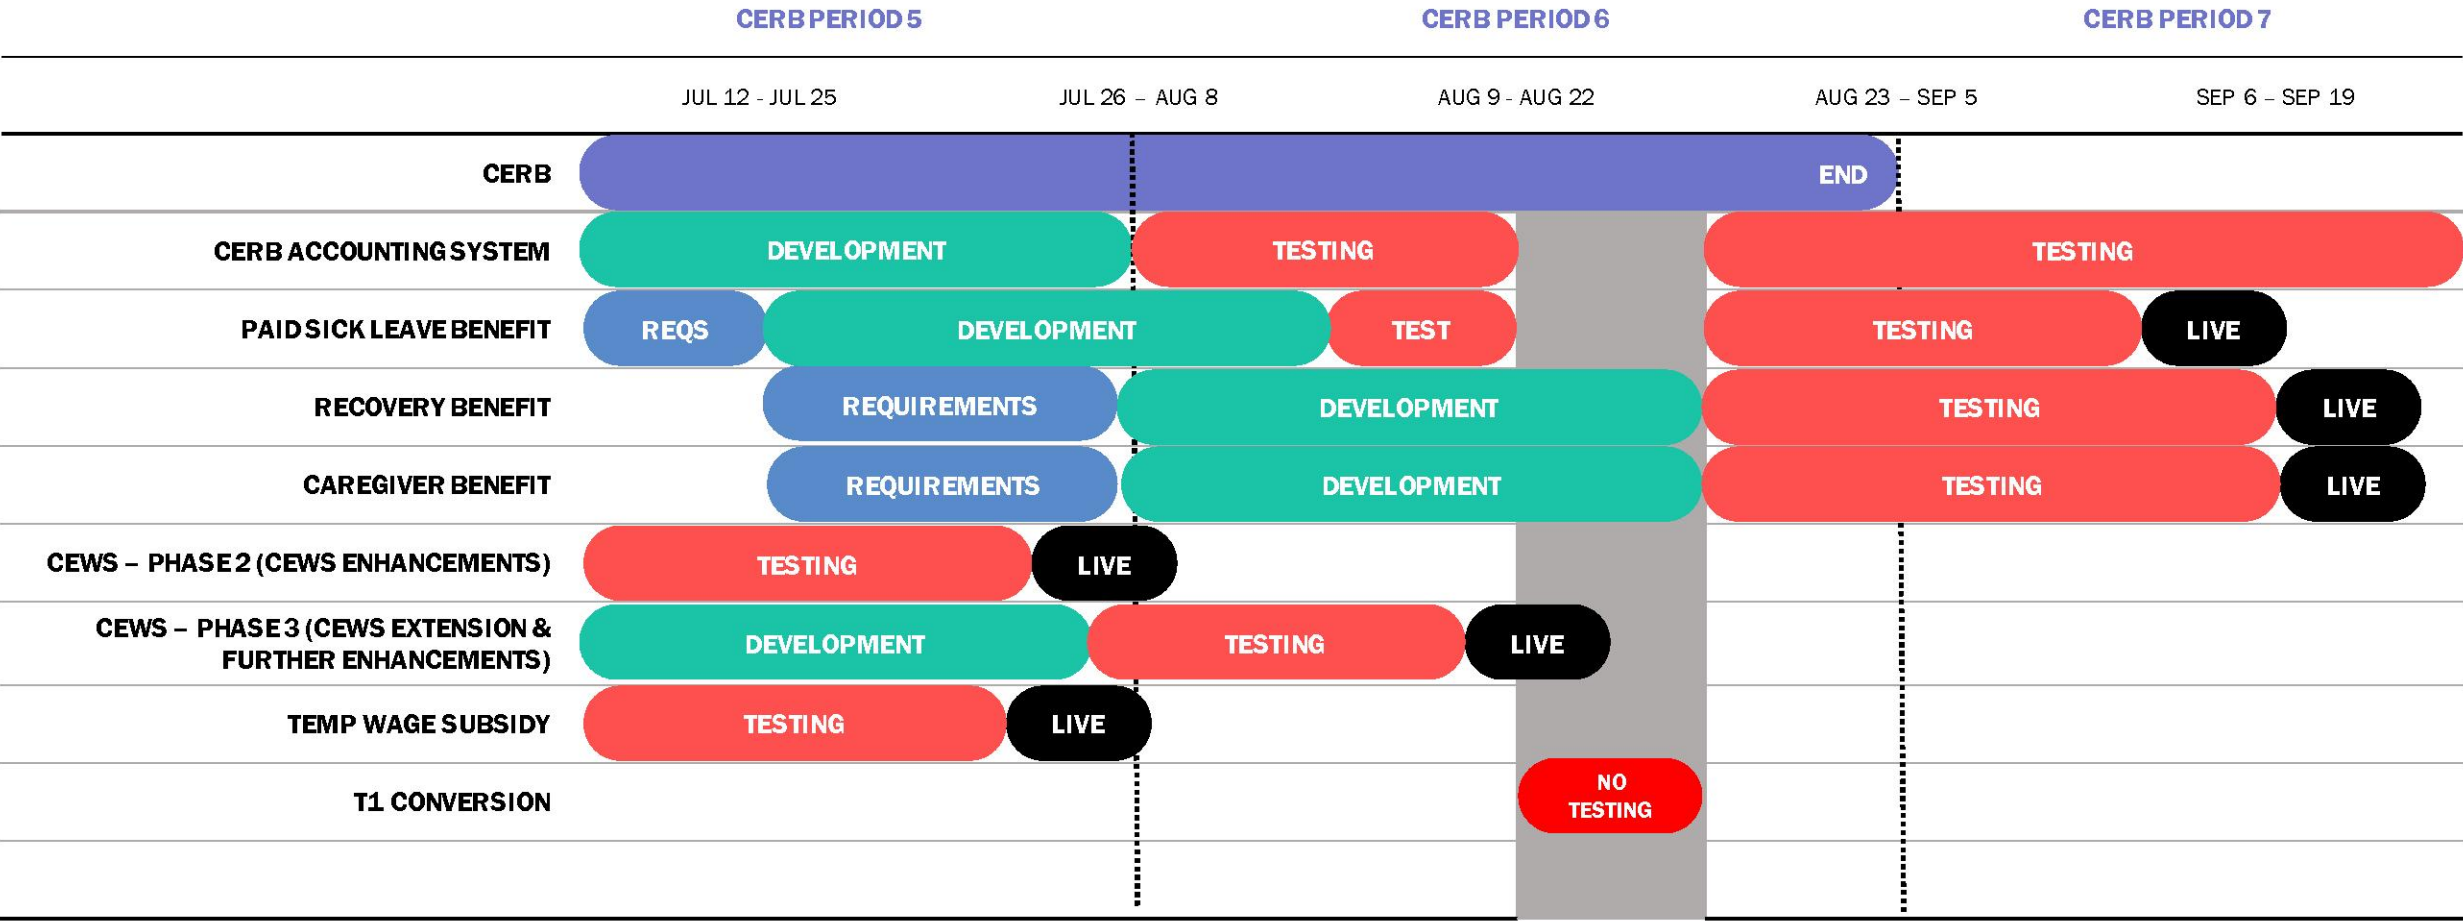 CERB PERIOD 5 CERB PERIOD 6 CERB PERIOD 7
JUL 12 - JUL 25 JUL 26 – AUG 8 AUG 9 - AUG 22 AUG 23 – SEP 5 SEP 6 – SEP 19
CERB END
CERB ACCOUNTING SYSTEM DEVELOPMENT TESTING TESTING
PAID SICK LEAVE BENEFIT REQS DEVELOPMENT TEST TESTING LIVE
RECOVERY BENEFIT REQUIREMENTS DEVELOPMENT TESTING LIVE
CAREGIVER BENEFIT REQUIREMENTS DEVELOPMENT TESTING LIVE
CEWS – PHASE 2 (CEWS ENHANCEMENTS) TESTING LIVE
CEWS – PHASE 3 (CEWS EXTENSION &
FURTHER ENHANCEMENTS) DEVELOPMENT TESTING LIVE
TEMP WAGE SUBSIDY TESTING LIVE
T1 CONVERSION NO
TESTING